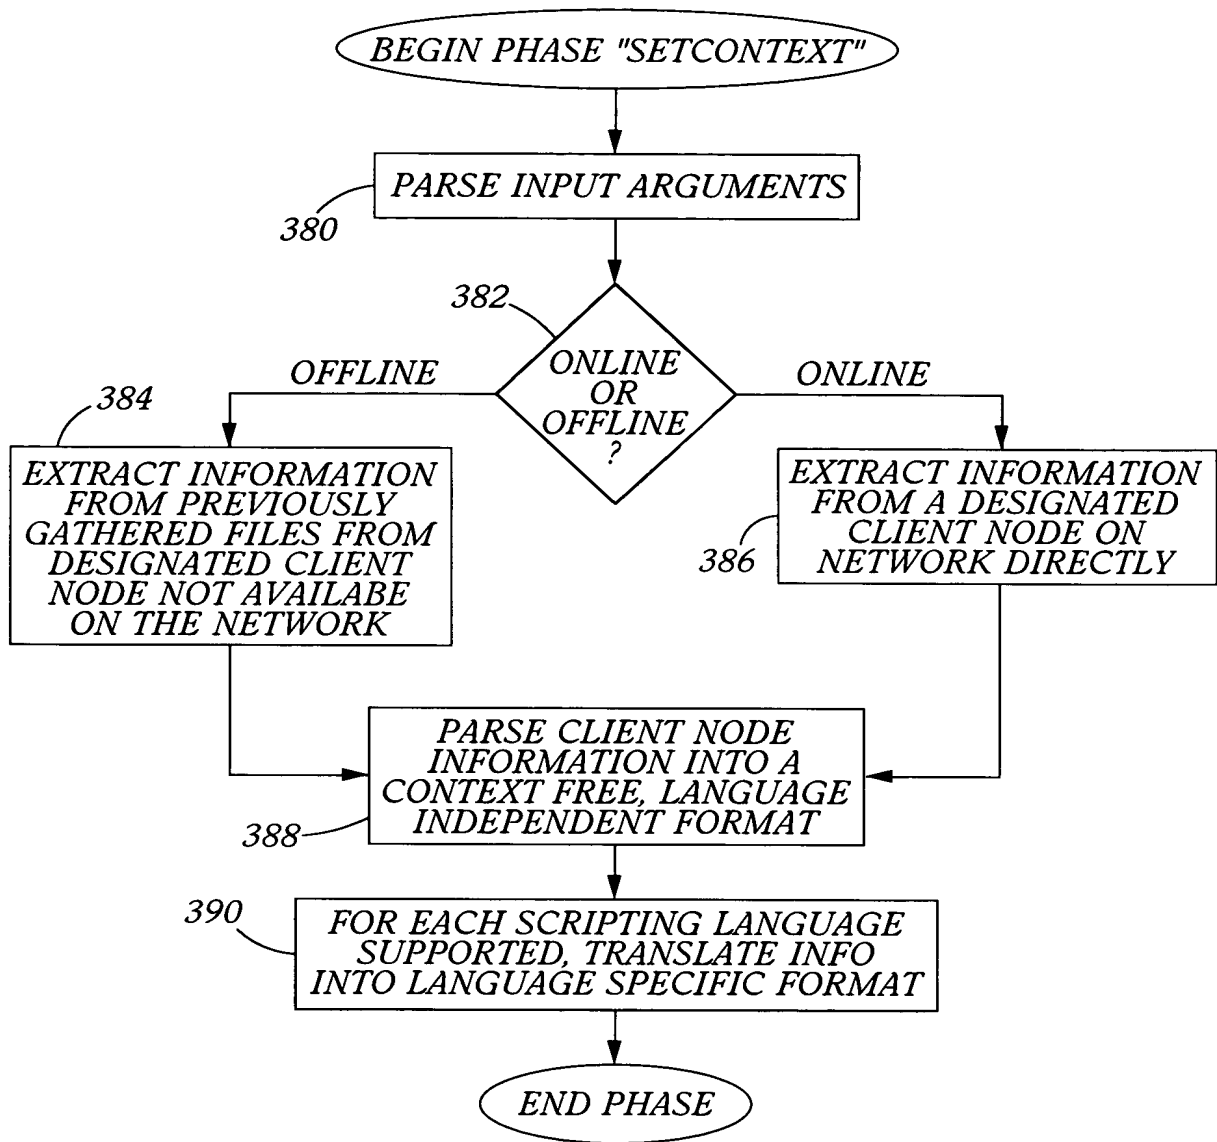 BEGIN PHASE "SETCONTEXT"
PARSE INPUT ARGUMENTS
380
382
ONLINE
OR
OFFLINE
?
OFFLINE
ONLINE
384
EXTRACT INFORMATION
FROM PREVIOUSLY
GATHERED FILES FROM
DESIGNATED CLIENT
NODE NOT AVAILABE
ON THE NETWORK
EXTRACT INFORMATION
FROM A DESIGNATED
CLIENT NODE ON
NETWORK DIRECTLY
386
PARSE CLIENT NODE
INFORMATION INTO A
CONTEXT FREE, LANGUAGE
INDEPENDENT FORMAT
388
390
FOR EACH SCRIPTING LANGUAGE
SUPPORTED, TRANSLATE INFO
INTO LANGUAGE SPECIFIC FORMAT
END PHASE